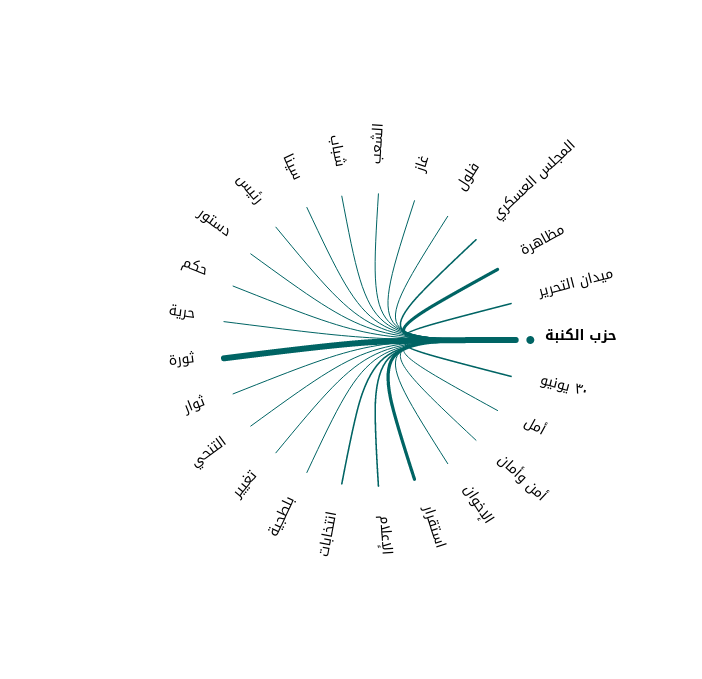 حزب الكنبة
٣٠ يونيو
أمل
أمن وأمان
الإخوان
استقرار
الإعلام
انتخابات
بلطجية
تغيير
التنحي
ثوار
ثورة
حرية
حكم
دستور
رئيس
سينا
شباب
الشعب
غاز
فلول
المجلس العسكري
مظاهرة
ميدان التحرير